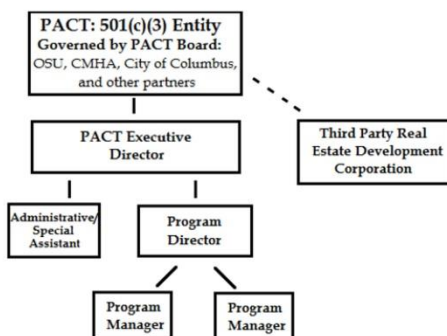 PACT: 501(c)(3) Entity
Governed by PACT Board:
OSU, CMHA, City of Columbus,
and other partners
PACT Executive
Director
Third Party Real
Estate Development
Corporation
Administrative/
Special
Assistant
Program
Director
Program
Manager
Program
Manager